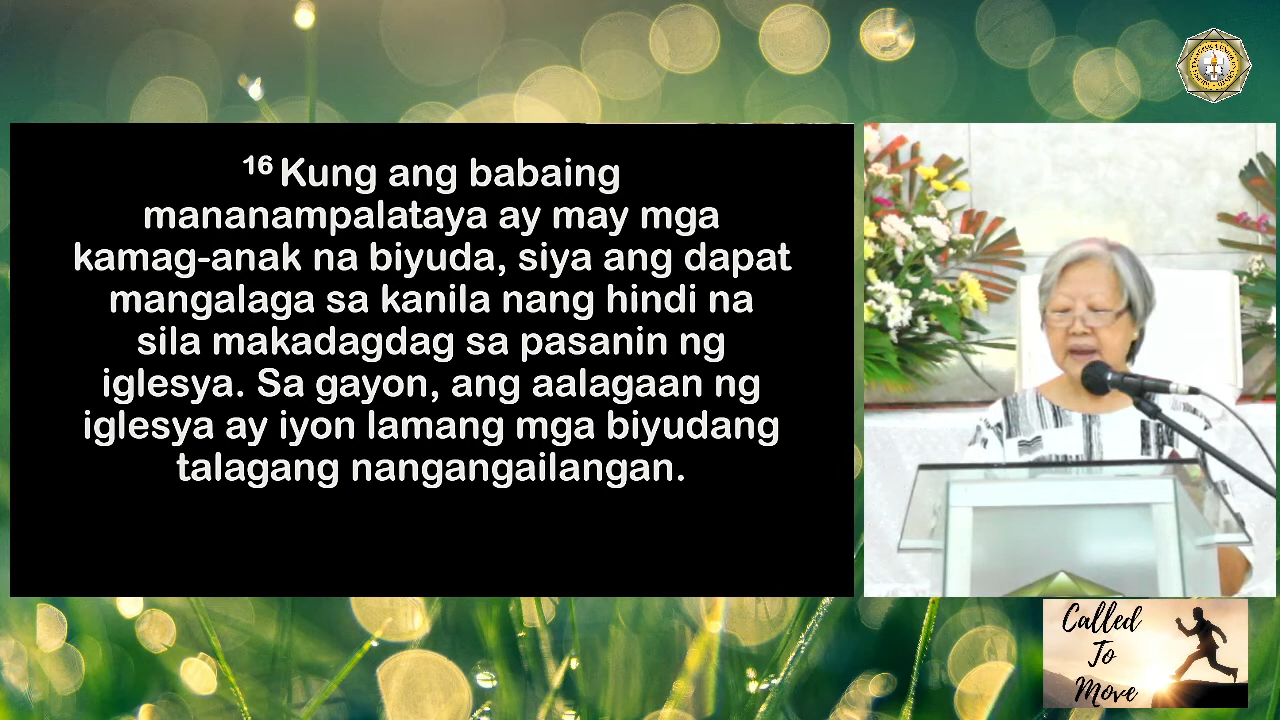 16 Kung ang babaing
mananampalataya ay may mga
kamag-anak na biyuda, siya ang dapat
mangalaga sa kanila nang hindi na
sila makadagdag sa pasanin ng
iglesya. Sa gayon, ang aalagaan ng
iglesya ay iyon lamang mga biyudang
talagang nangangailangan.
Called
To
Move